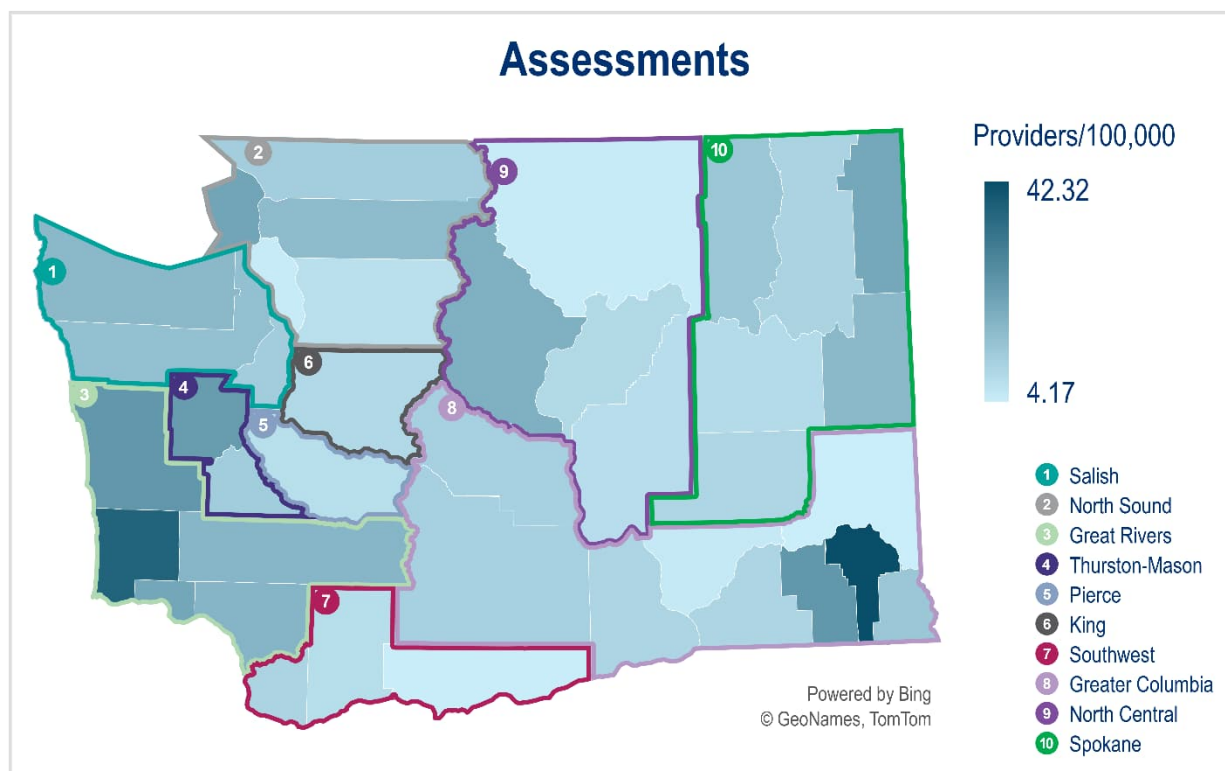 Assessments
2
9
10
1
6
4
3
5
8
7
Providers/100,000
42.32
4.17
1 Salish
2 North Sound
3 Great Rivers
4 Thurston-Mason
5 Pierce
6 King
7 Southwest
8 Greater Columbia
9 North Central
10 Spokane
Powered by Bing
© GeoNames, TomTom